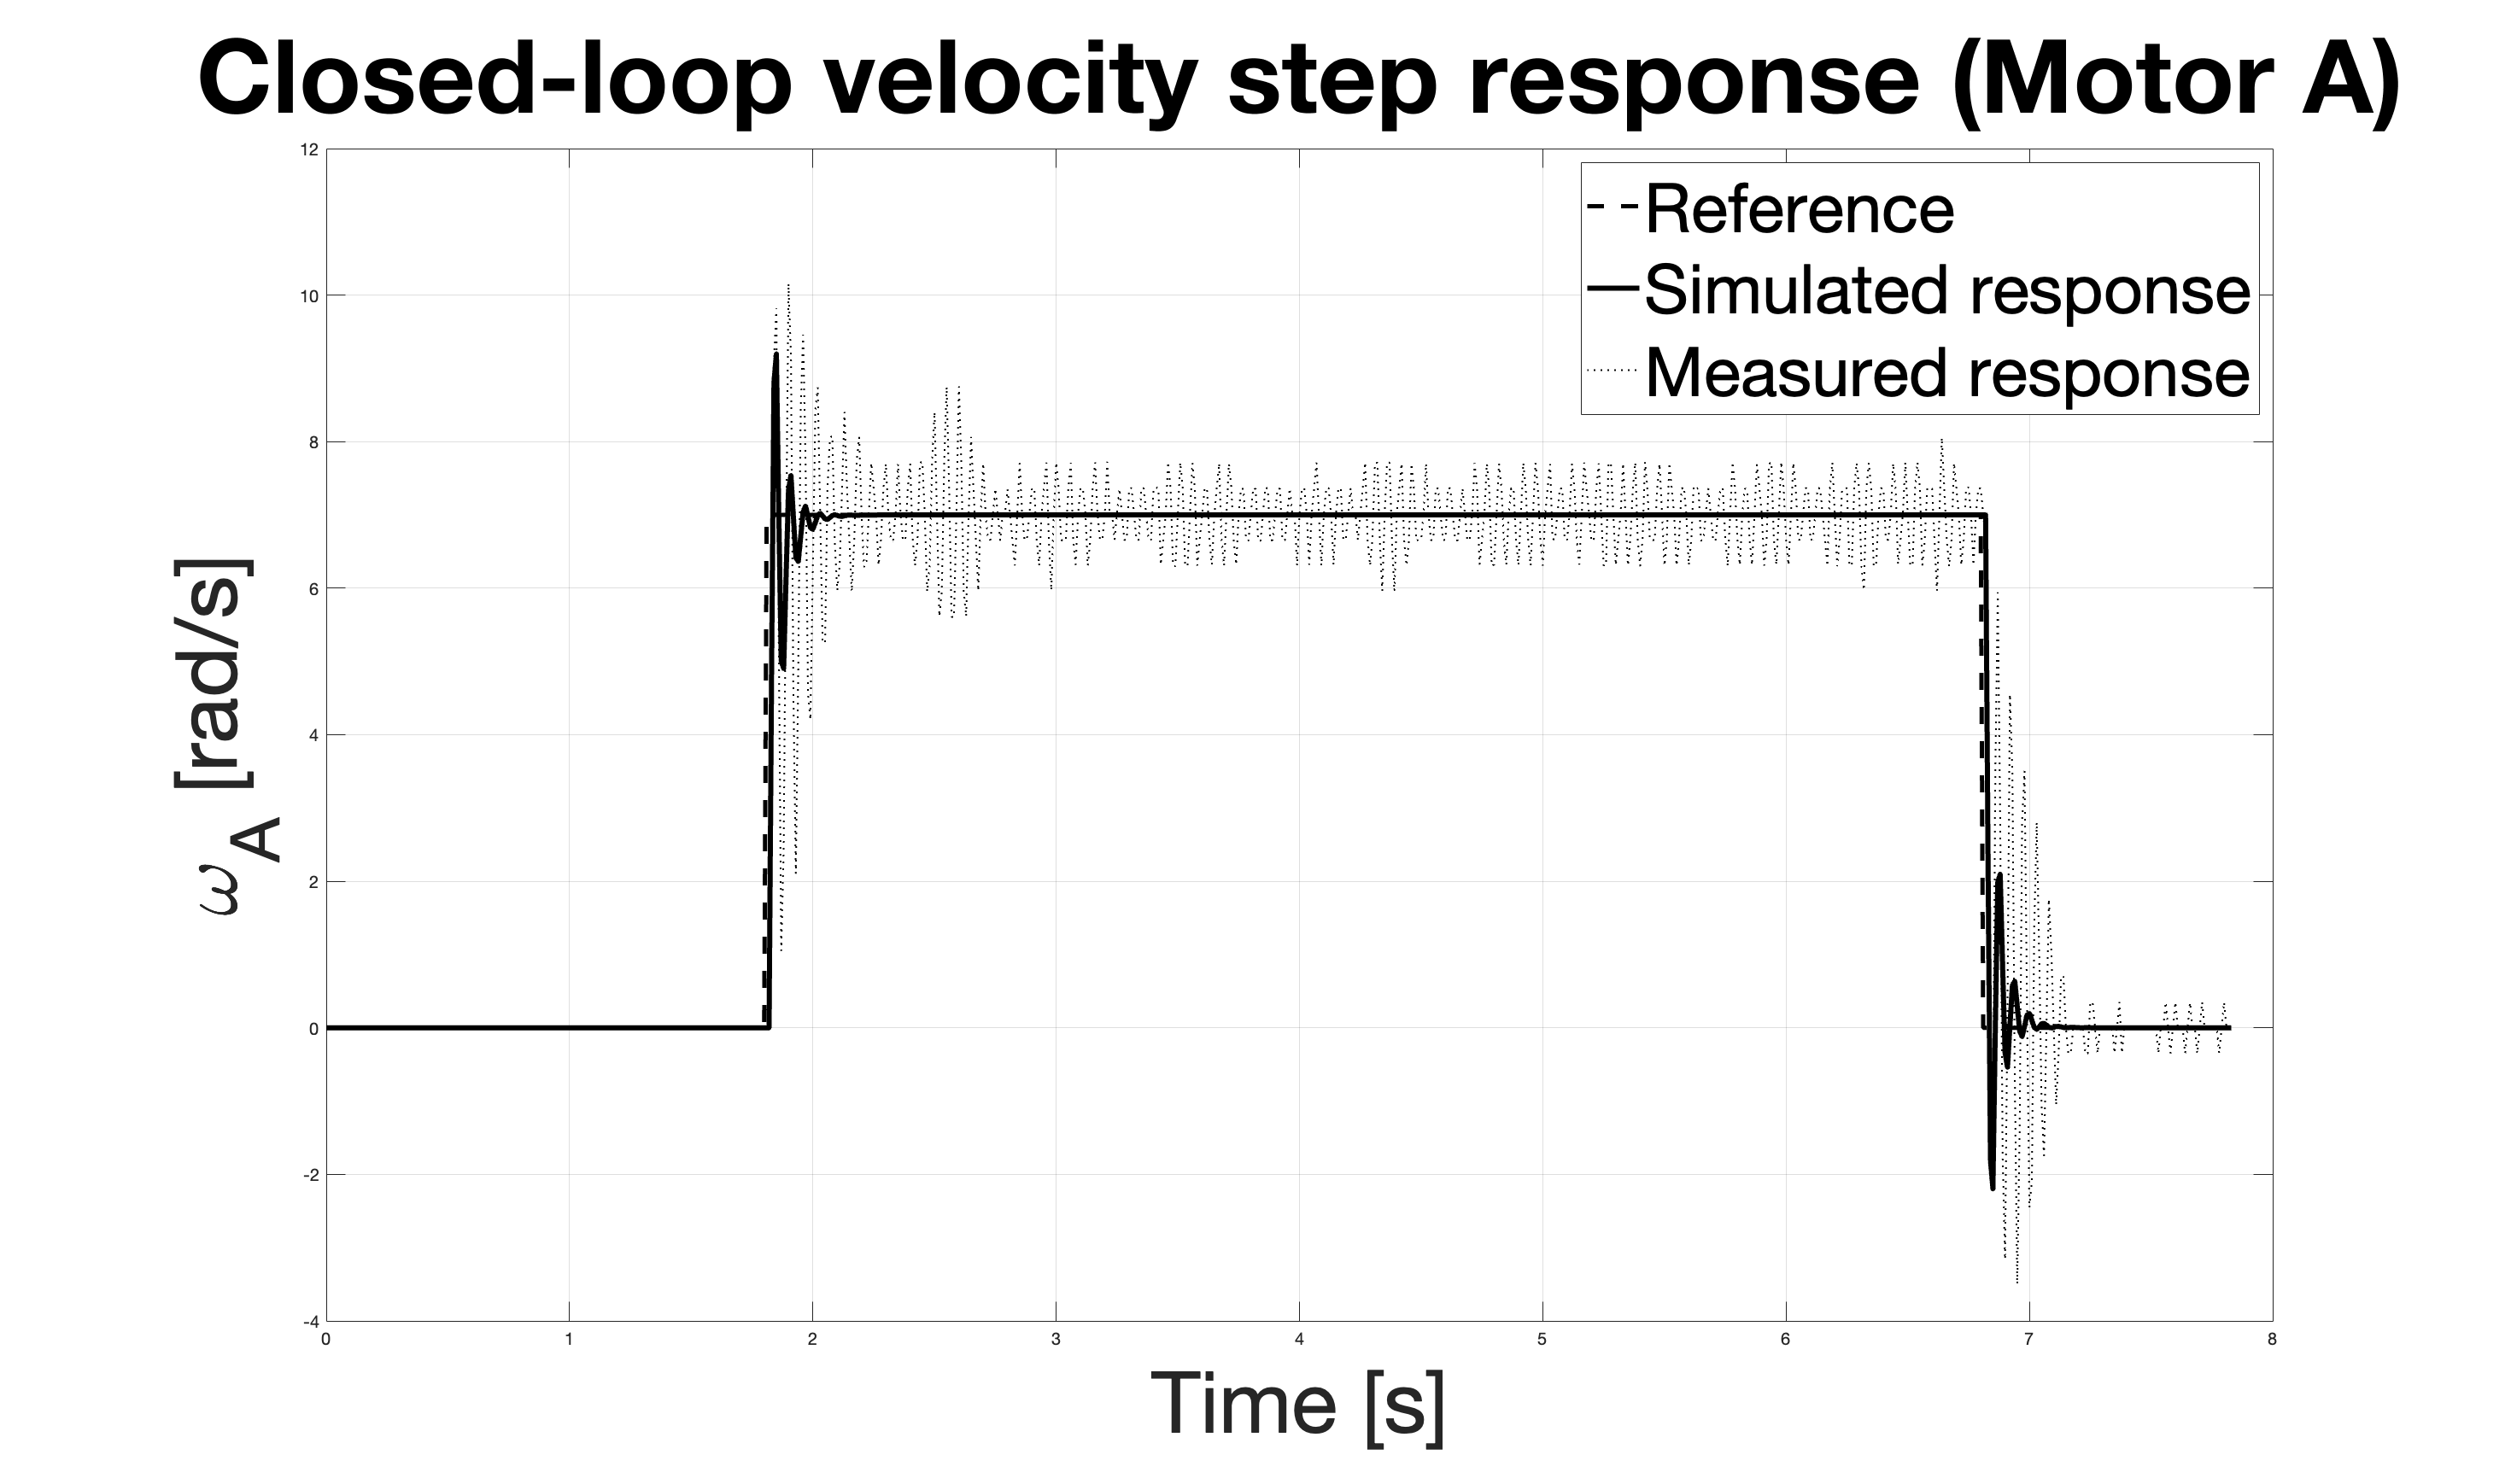 Closed-loop velocity step response (Motor A)
12
10
8
6
4
2
0
-2
-4
ω A [rad/s]
Reference
Simulated response
Measured response
0 1 2 3 4 5 6 7 8
Time [s]